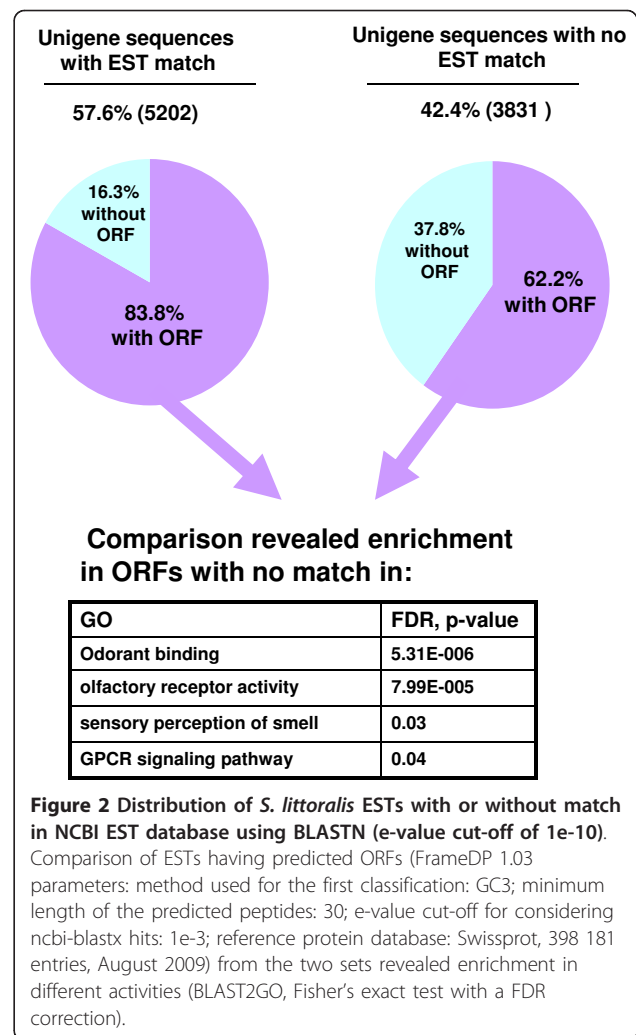 Unigene sequences
with EST match
57.6% (5202)
Unigene sequences with no
EST match
42.4% (3831 )
16.3%
without
ORF
83.8%
with ORF
37.8%
without
ORF
62.2%
with ORF
Comparison revealed enrichment
in ORFs with no match in:
GO FDR, p-value
Odorant binding 5.31E-006
olfactory receptor activity 7.99E-005
sensory perception of smell 0.03
GPCR signaling pathway 0.04
Figure 2 Distribution of S. littoralis ESTs with or without match
in NCBI EST database using BLASTN (e-value cut-off of 1e-10).
Comparison of ESTs having predicted ORFs (FrameDP 1.03
parameters: method used for the first classification: GC3; minimum
length of the predicted peptides: 30; e-value cut-off for considering
ncbi-blastx hits: 1e-3; reference protein database: Swissprot, 398 181
entries, August 2009) from the two sets revealed enrichment in
different activities (BLAST2GO, Fisher's exact test with a FDR
correction).